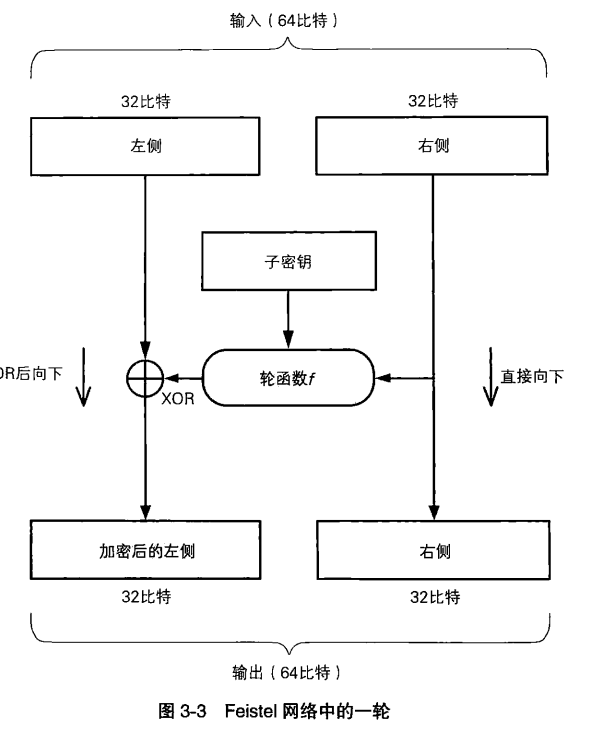 输入（64比特）
32比特
32比特
左侧
右侧
子密钥
OR后向下
轮函数f
直接向下
XOR
加密后的左侧
右侧
32比特
32比特
输出（64比特）
图 3-3 Feistel 网络中的一轮